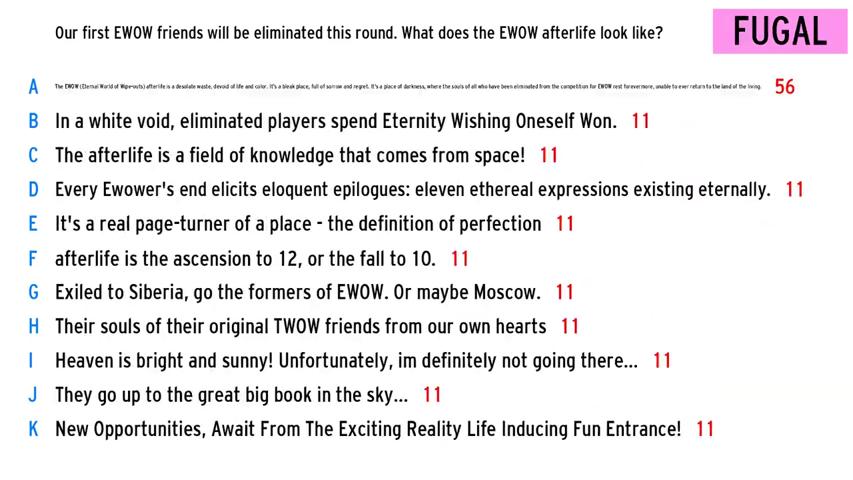 Our first EWOW friends will be eliminated this round. What does the EWOW afterlife look like?
FUGAL
A The EWOW (Eternal World of Wipe-outs) afterlife is a desolate waste, devoid of life and color. It's a bleak place, full of sorrow and regret. It's a place of darkness, where the souls of all who have been eliminated from the competition for EWOW rest forevermore, unable to ever return to the land of the living. 56
B In a white void, eliminated players spend Eternity Wishing Oneself Won. 11
C The afterlife is a field of knowledge that comes from space! 11
D Every Ewower's end elicits eloquent epilogues: eleven ethereal expressions existing eternally. 11
E It's a real page-turner of a place - the definition of perfection 11
F afterlife is the ascension to 12, or the fall to 10. 11
G Exiled to Siberia, go the formers of EWOW. Or maybe Moscow. 11
H Their souls of their original TWOW friends from our own hearts 11
I Heaven is bright and sunny! Unfortunately, im definitely not going there... 11
J They go up to the great big book in the sky... 11
K New Opportunities, Await From The Exciting Reality Life Inducing Fun Entrance! 11